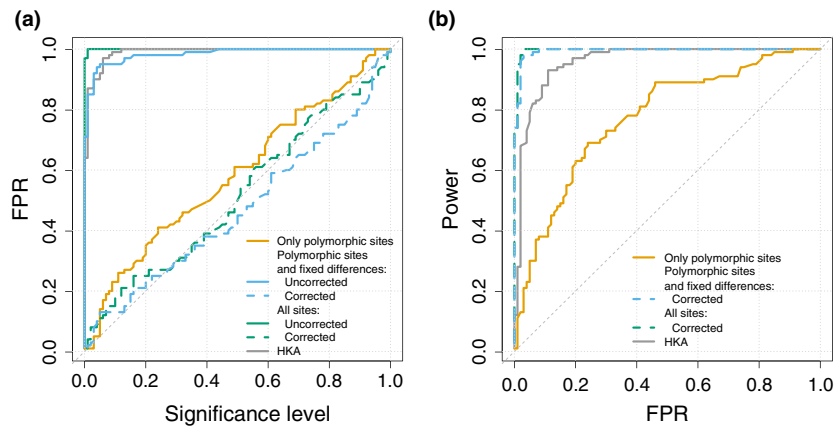 (a)
FPR
1.0
0.8
0.6
0.4
0.2
0.0
Only polymorphic sites
Polymorphic sites
and fixed differences:
Uncorrected
Corrected
All sites:
Uncorrected
Corrected
HKA
0.0 0.2 0.4 0.6 0.8 1.0
Significance level
(b)
Power
1.0
0.8
0.6
0.4
0.2
0.0
Only polymorphic sites
Polymorphic sites
and fixed differences:
Corrected
All sites:
Corrected
HKA
0.0 0.2 0.4 0.6 0.8 1.0
FPR